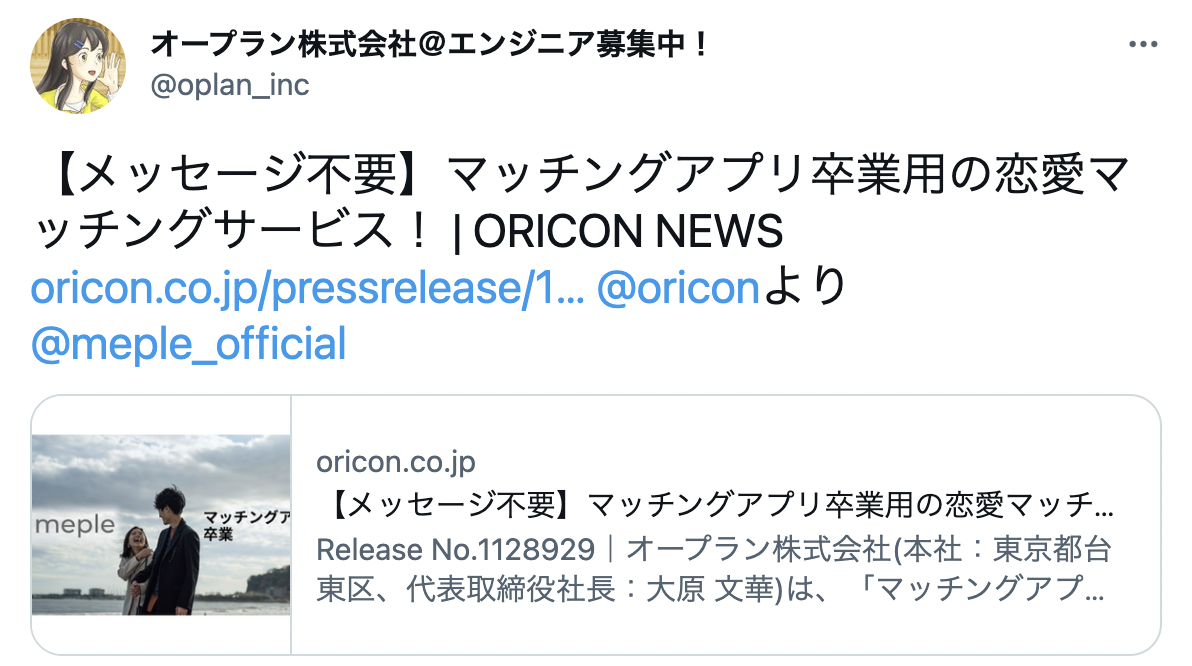 オープラン株式会社@エンジニア募集中！
@oplan_inc
【メッセージ不要】マッチングアプリ卒業用の恋愛マ
ッチングサービス！ | ORICON NEWS
oricon.co.jp/pressrelease/1… @oriconより
@meple_official
oricon.co.jp
【メッセージ不要】マッチングアプリ卒業用の恋愛マッチ…
Release No.1128929｜オープラン株式会社(本社：東京都台
東区、代表取締役社長：大原 文華)は、「マッチングアプ…
meple
マッチングア
卒業